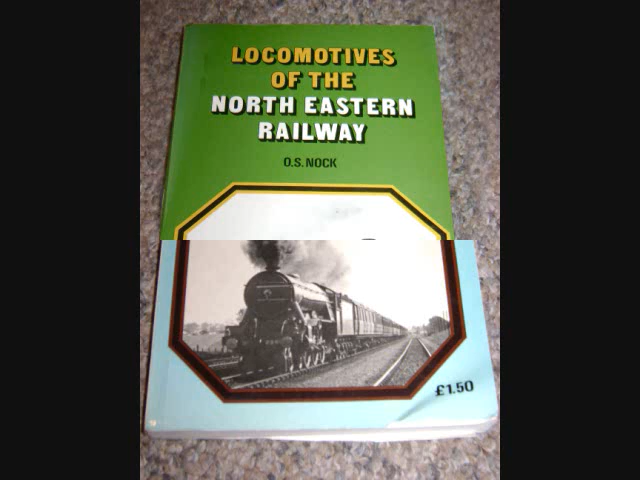 LOCOMOTIVES
OF THE
NORTH EASTERN
RAILWAY
O.S. NOCK
£1.50